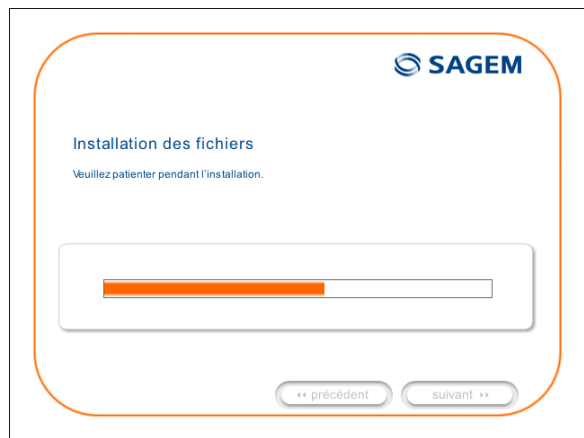 SAGEM
Installation des fichiers
Veuillez patienter pendant l'installation.
précédent
suivant